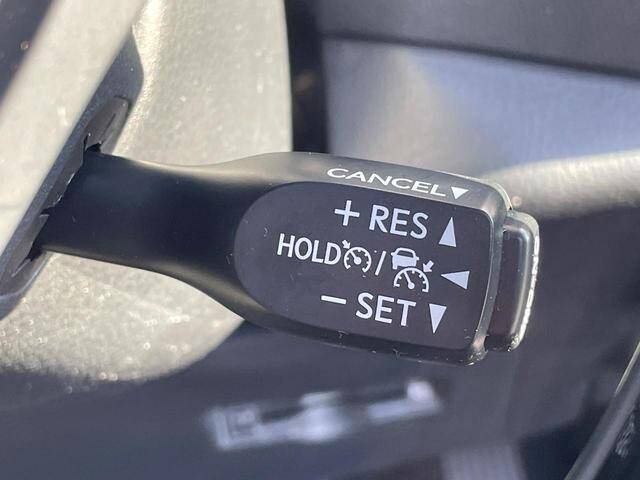 CANCEL▼
+ RES ▲
HOLD / ◀
− SET ▼